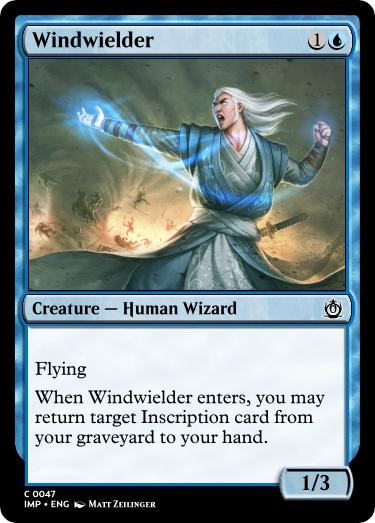 Windwielder 1
Creature — Human Wizard
Flying
When Windwielder enters, you may
return target Inscription card from
your graveyard to your hand.
1/3
C 0047
IMP • ENG MATT ZEILINGER